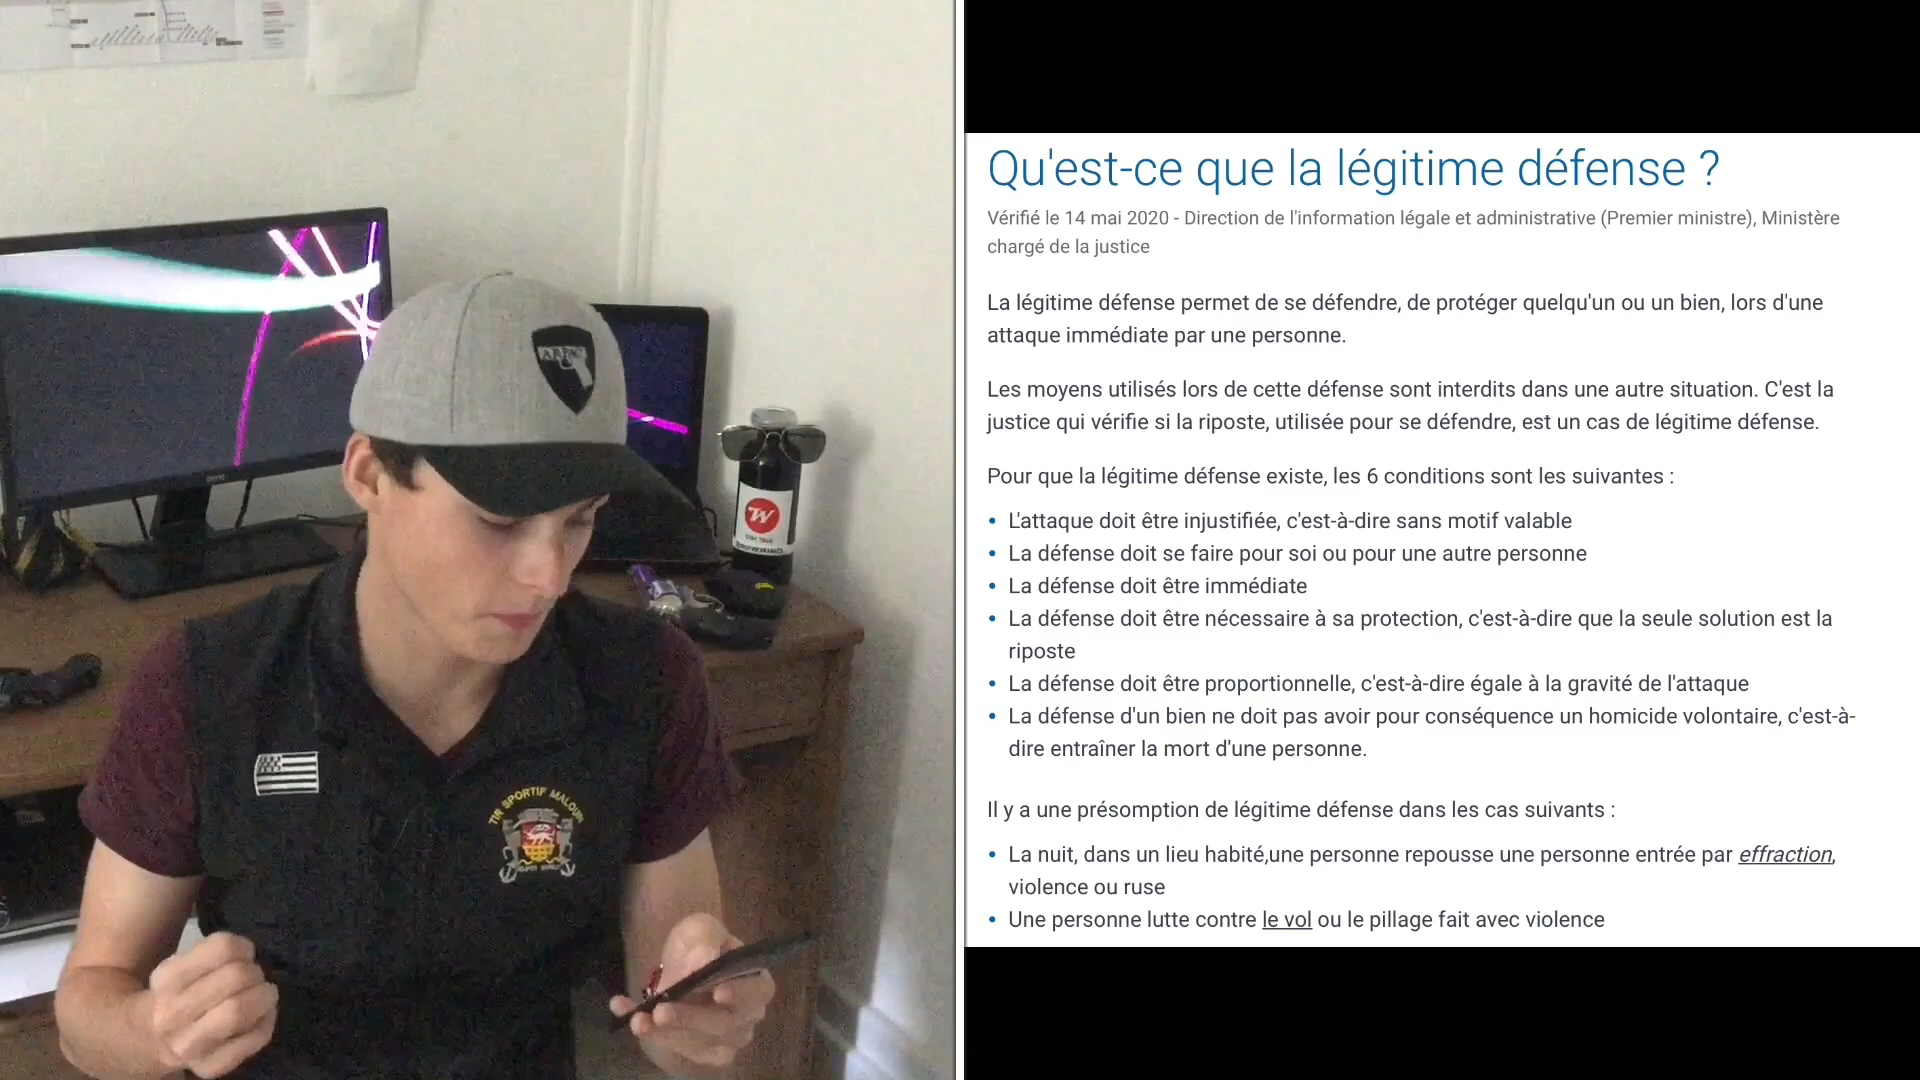 BenQ
ARPAC
W
BROWNING
TIR SPORTIF MALOUIN
Qu'est-ce que la légitime défense ?
Vérifié le 14 mai 2020 - Direction de l'information légale et administrative (Premier ministre), Ministère
chargé de la justice
La légitime défense permet de se défendre, de protéger quelqu'un ou un bien, lors d'une
attaque immédiate par une personne.
Les moyens utilisés lors de cette défense sont interdits dans une autre situation. C'est la
justice qui vérifie si la riposte, utilisée pour se défendre, est un cas de légitime défense.
Pour que la légitime défense existe, les 6 conditions sont les suivantes :
• L'attaque doit être injustifiée, c'est-à-dire sans motif valable
• La défense doit se faire pour soi ou pour une autre personne
• La défense doit être immédiate
• La défense doit être nécessaire à sa protection, c'est-à-dire que la seule solution est la
riposte
• La défense doit être proportionnelle, c'est-à-dire égale à la gravité de l'attaque
• La défense d'un bien ne doit pas avoir pour conséquence un homicide volontaire, c'est-à-
dire entraîner la mort d'une personne.
Il y a une présomption de légitime défense dans les cas suivants :
• La nuit, dans un lieu habité,une personne repousse une personne entrée par effraction,
violence ou ruse
• Une personne lutte contre le vol ou le pillage fait avec violence